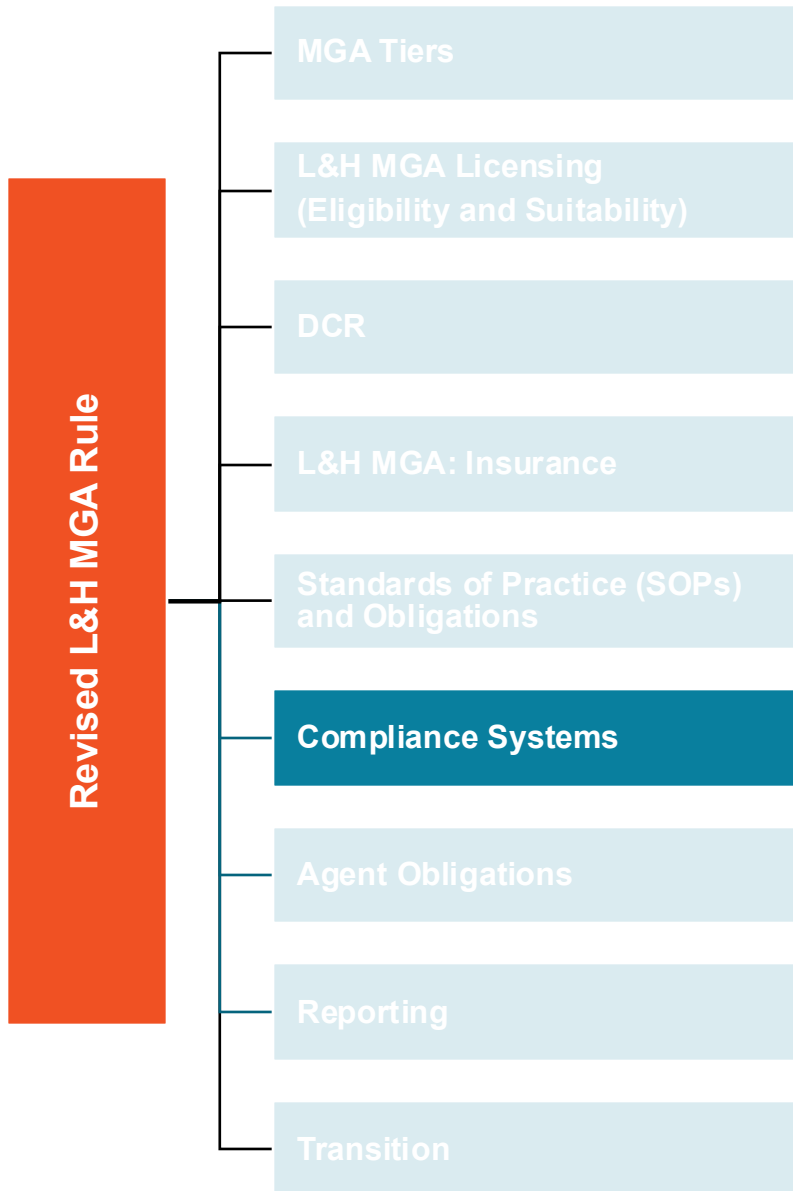 Revised L&H MGA Rule
MGA Tiers
L&H MGA Licensing
(Eligibility and Suitability)
DCR
L&H MGA: Insurance
Standards of Practice (SOPs)
and Obligations
Compliance Systems
Agent Obligations
Reporting
Transition